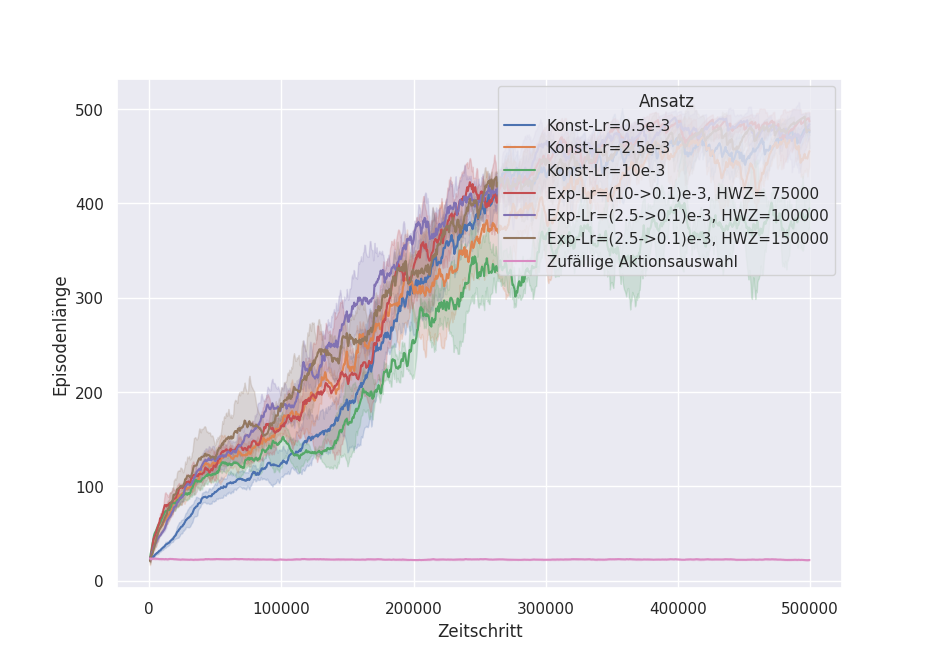 Ansatz
Konst-Lr=0.5e-3
Konst-Lr=2.5e-3
Konst-Lr=10e-3
Exp-Lr=(10->0.1)e-3, HWZ= 75000
Exp-Lr=(2.5->0.1)e-3, HWZ=100000
Exp-Lr=(2.5->0.1)e-3, HWZ=150000
Zufällige Aktionsauswahl
500
400
300
200
100
0
Episodenlänge
0 100000 200000 300000 400000 500000
Zeitschritt